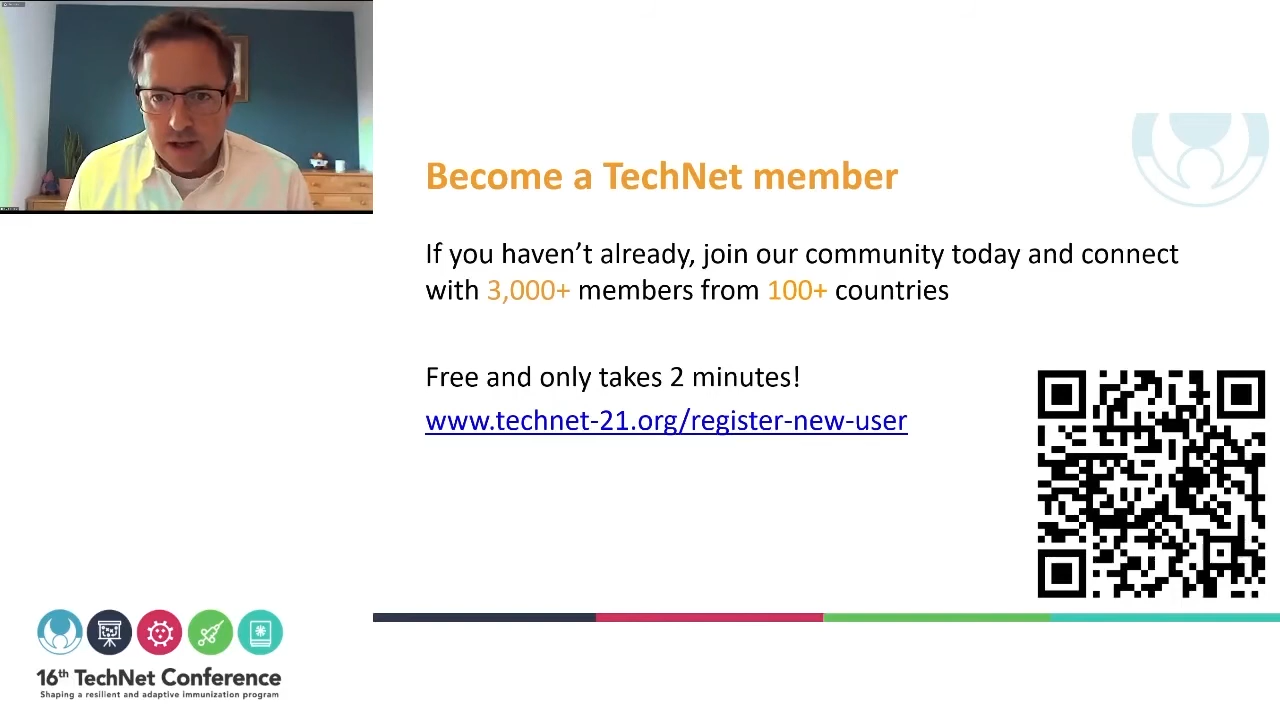 Become a TechNet member
If you haven’t already, join our community today and connect
with 3,000+ members from 100+ countries
Free and only takes 2 minutes!
www.technet-21.org/register-new-user
16th TechNet Conference
Shaping a resilient and adaptive immunization program